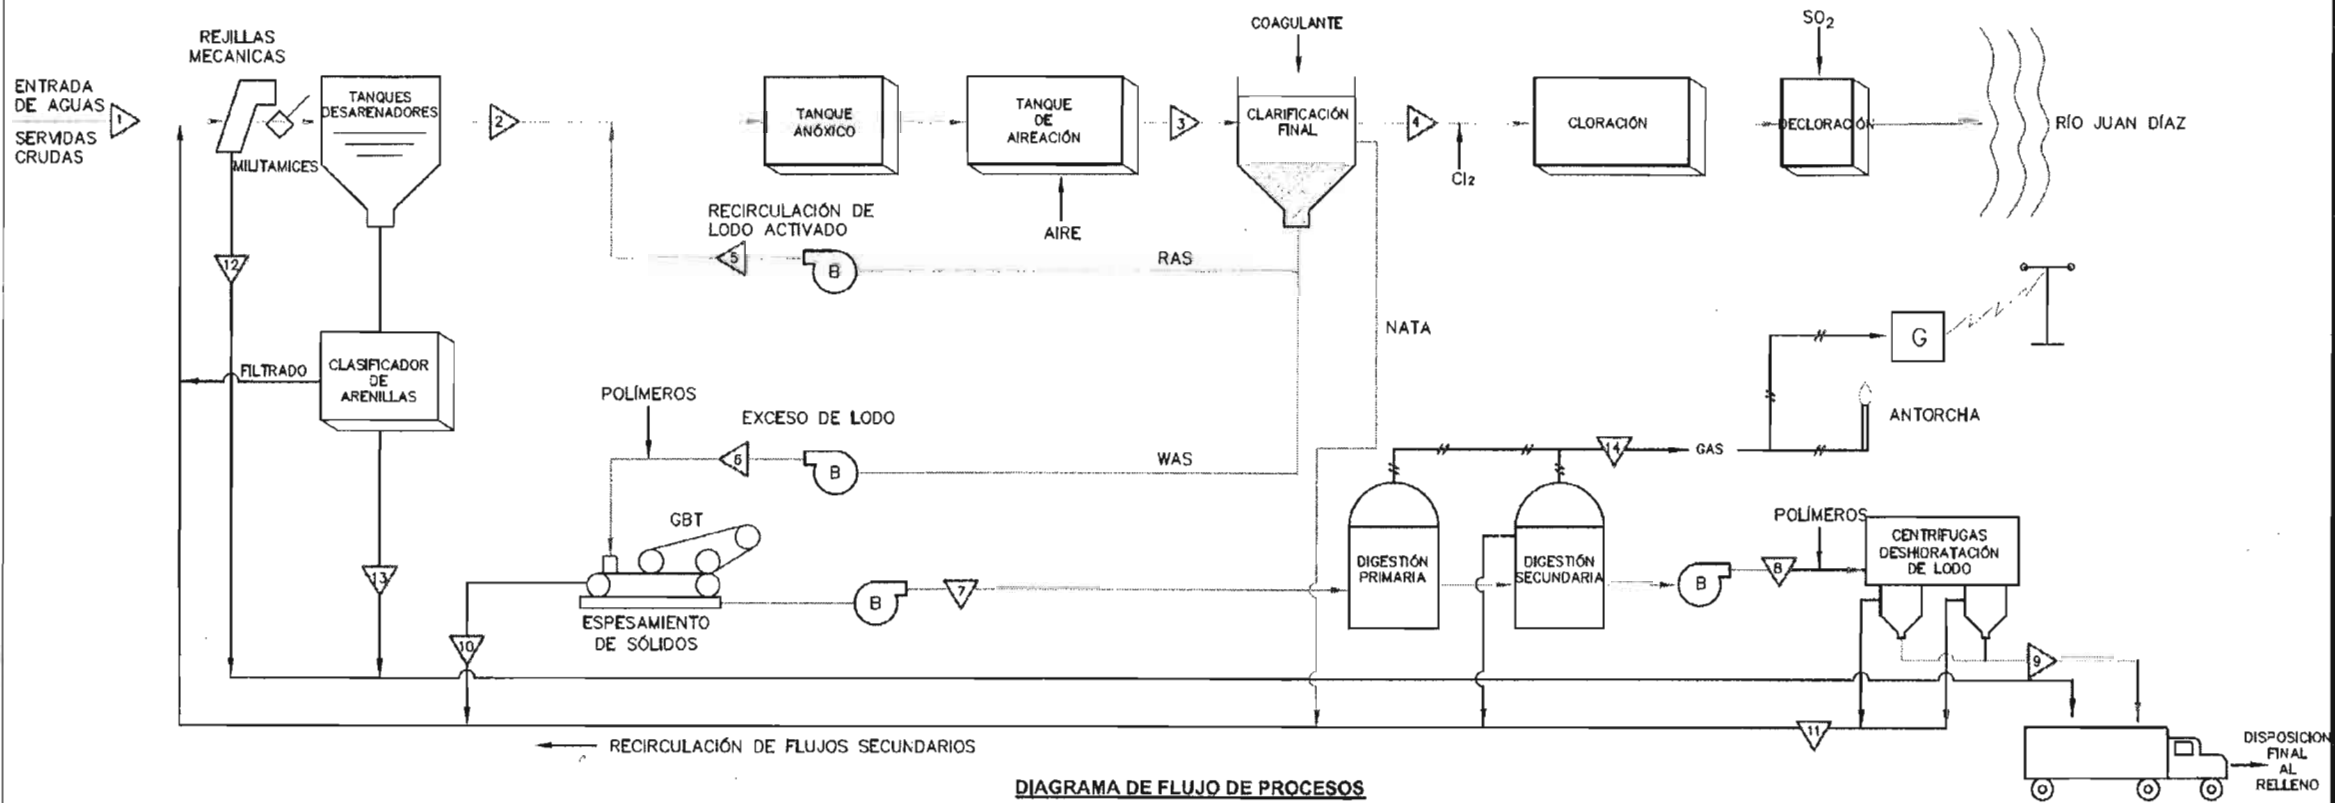 COAGULANTE
SO2
REJILLAS
MECANICAS
ENTRADA
DE AGUAS
SERVIDAS
CRUDAS
1
MILITAMICES
TANQUES
DESARENADORES
2
TANQUE
ANÓXICO
TANQUE
DE
AIREACIÓN
AIRE
3
CLARIFICACIÓN
FINAL
4
Cl2
CLORACIÓN
DECLORACIÓN
RÍO JUAN DÍAZ
RECIRCULACIÓN DE
LODO ACTIVADO
5
B
RAS
12
NATA
G
FILTRADO
CLASIFICADOR
DE
ARENILLAS
POLÍMEROS
EXCESO DE LODO
6
B
WAS
ANTORCHA
14
GAS
GBT
13
ESPESAMIENTO
DE SÓLIDOS
10
B
7
DIGESTIÓN
PRIMARIA
DIGESTIÓN
SECUNDARIA
B
8
POLÍMEROS
CENTRÍFUGAS
DESHIDRATACIÓN
DE LODO
9
11
RECIRCULACIÓN DE FLUJOS SECUNDARIOS
DISPOSICION
FINAL
AL
RELLENO
DIAGRAMA DE FLUJO DE PROCESOS